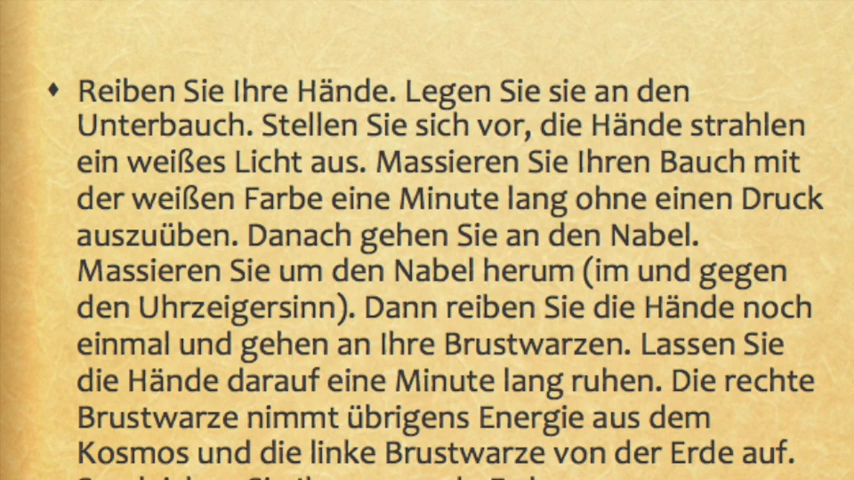 ♦ Reiben Sie Ihre Hände. Legen Sie sie an den
Unterbauch. Stellen Sie sich vor, die Hände strahlen
ein weißes Licht aus. Massieren Sie Ihren Bauch mit
der weißen Farbe eine Minute lang ohne einen Druck
auszuüben. Danach gehen Sie an den Nabel.
Massieren Sie um den Nabel herum (im und gegen
den Uhrzeigersinn). Dann reiben Sie die Hände noch
einmal und gehen an Ihre Brustwarzen. Lassen Sie
die Hände darauf eine Minute lang ruhen. Die rechte
Brustwarze nimmt übrigens Energie aus dem
Kosmos und die linke Brustwarze von der Erde auf.